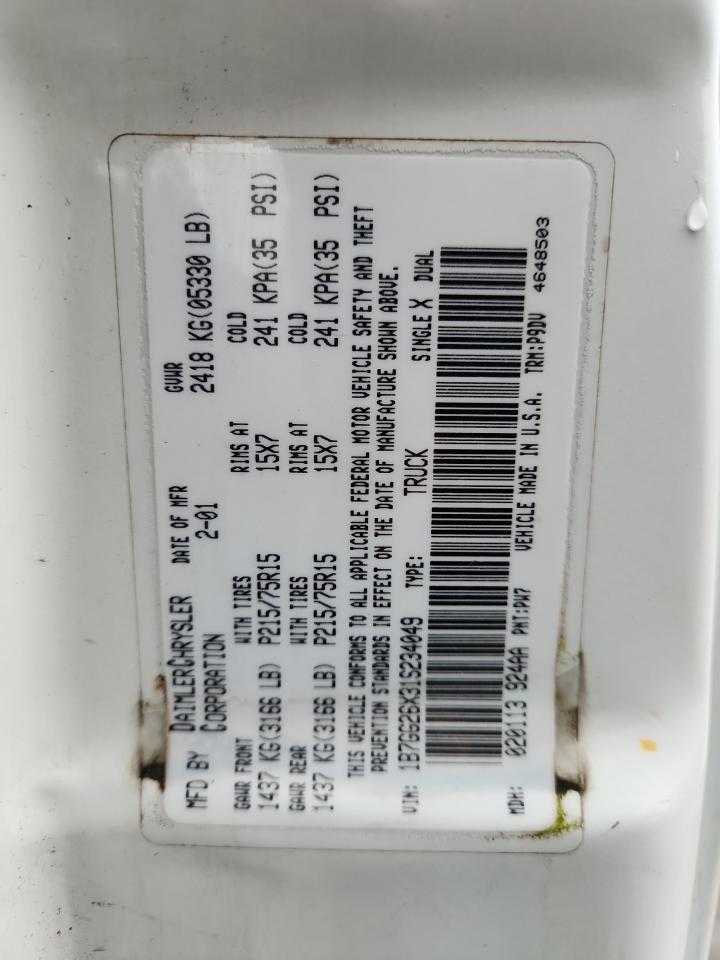 MFD BY DAIMLERCHRYSLER CORPORATION DATE OF MFR 2-01 GVWR 2418 KG(05330 LB)
GAWR FRONT WITH TIRES RIMS AT COLD
1437 KG(3166 LB) P215/75R15 15X7 241 KPA(35 PSI)
GAWR REAR WITH TIRES RIMS AT COLD
1437 KG(3166 LB) P215/75R15 15X7 241 KPA(35 PSI)
THIS VEHICLE CONFORMS TO ALL APPLICABLE FEDERAL MOTOR VEHICLE SAFETY AND THEFT
PREVENTION STANDARDS IN EFFECT ON THE DATE OF MANUFACTURE SHOWN ABOVE.
VIN: 1B7GG26X31S234049 TYPE: TRUCK SINGLE X DUAL
MDH: 020113 924AA PNT:PW7 VEHICLE MADE IN U.S.A. TRM:P9DV 4648503